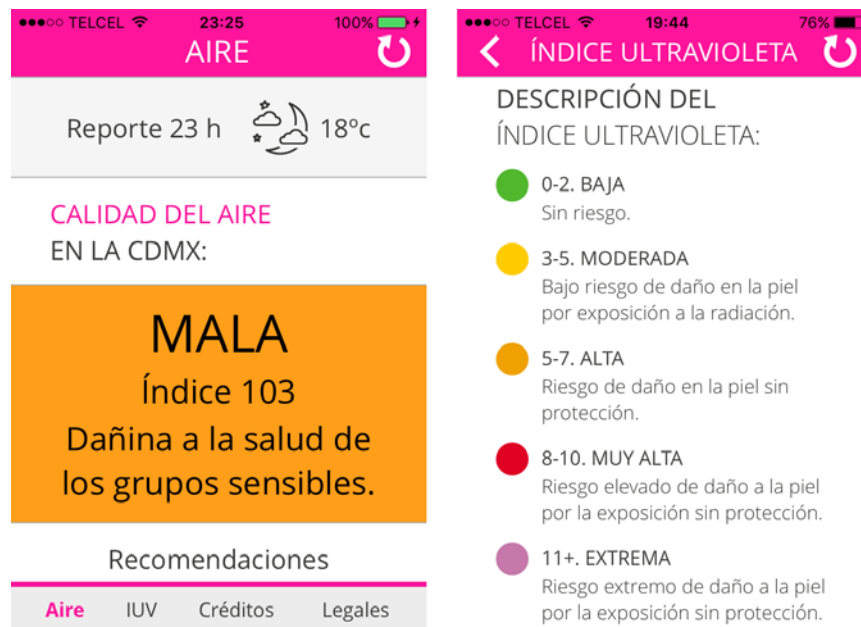 TELCEL 23:25 100%
AIRE
Reporte 23 h 18°c
CALIDAD DEL AIRE
EN LA CDMX:
MALA
Índice 103
Dañina a la salud de
los grupos sensibles.
Recomendaciones
Aire IUV Créditos Legales
TELCEL 19:44 76%
ÍNDICE ULTRAVIOLETA
DESCRIPCIÓN DEL
ÍNDICE ULTRAVIOLETA:
0-2. BAJA
Sin riesgo.
3-5. MODERADA
Bajo riesgo de daño en la piel
por exposición a la radiación.
5-7. ALTA
Riesgo de daño en la piel sin
protección.
8-10. MUY ALTA
Riesgo elevado de daño a la piel
por la exposición sin protección.
11+. EXTREMA
Riesgo extremo de daño a la piel
por la exposición sin protección.